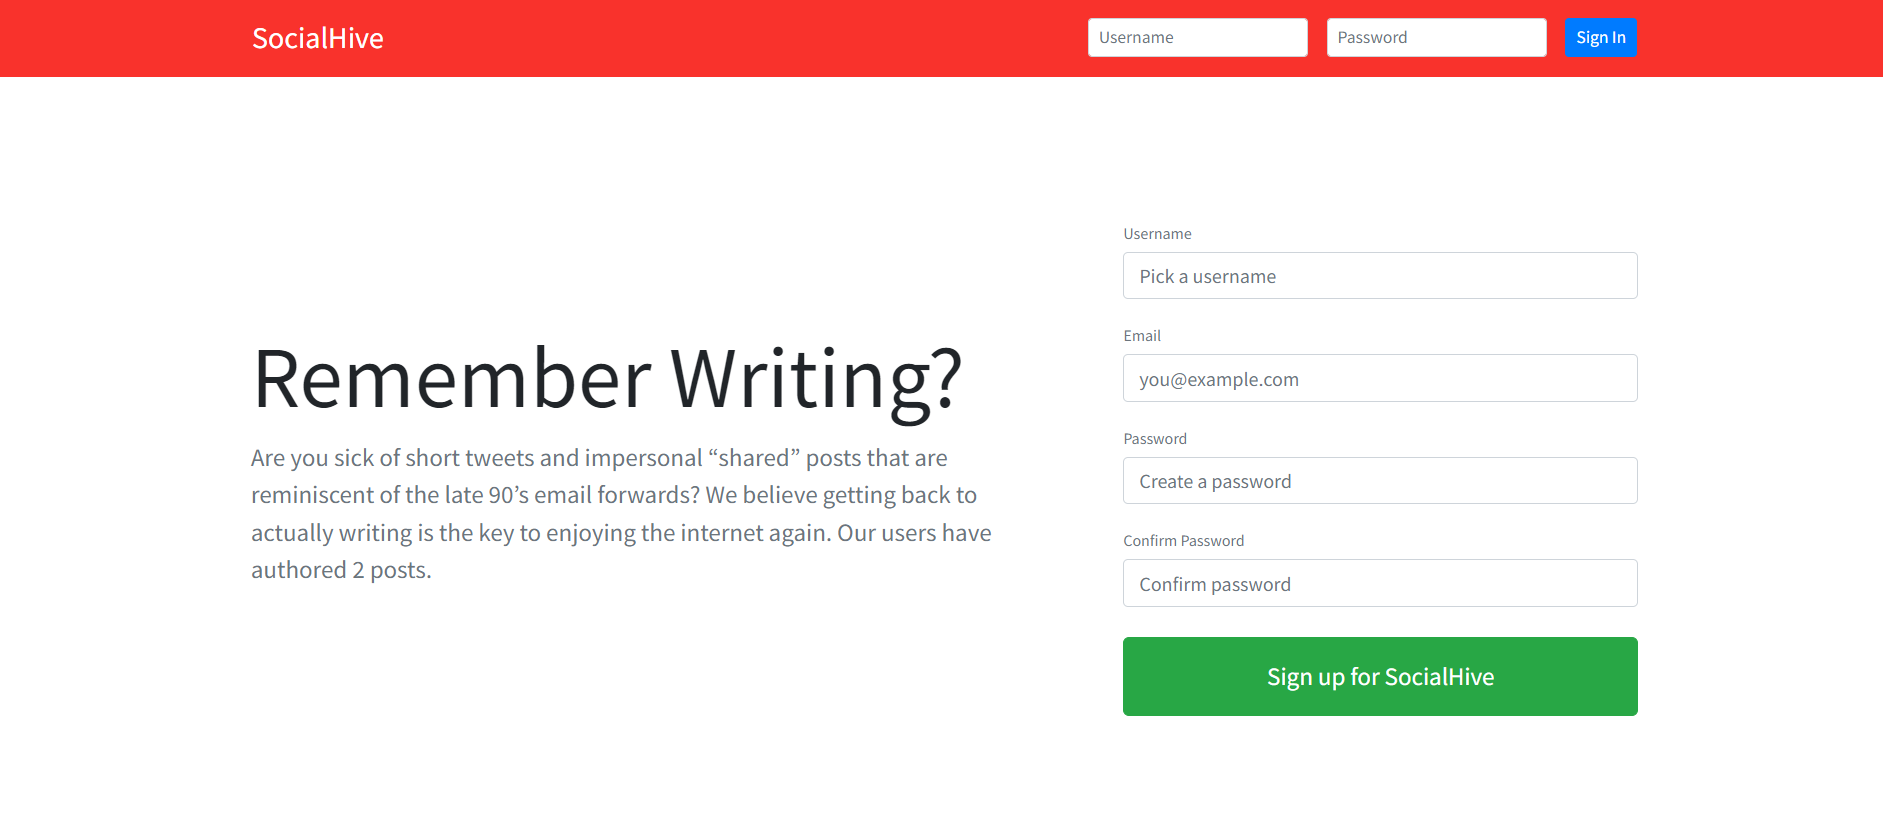 SocialHive
Username
Password
Sign In
Remember Writing?
Are you sick of short tweets and impersonal “shared” posts that are
reminiscent of the late 90’s email forwards? We believe getting back to
actually writing is the key to enjoying the internet again. Our users have
authored 2 posts.
Username
Pick a username
Email
you@example.com
Password
Create a password
Confirm Password
Confirm password
Sign up for SocialHive